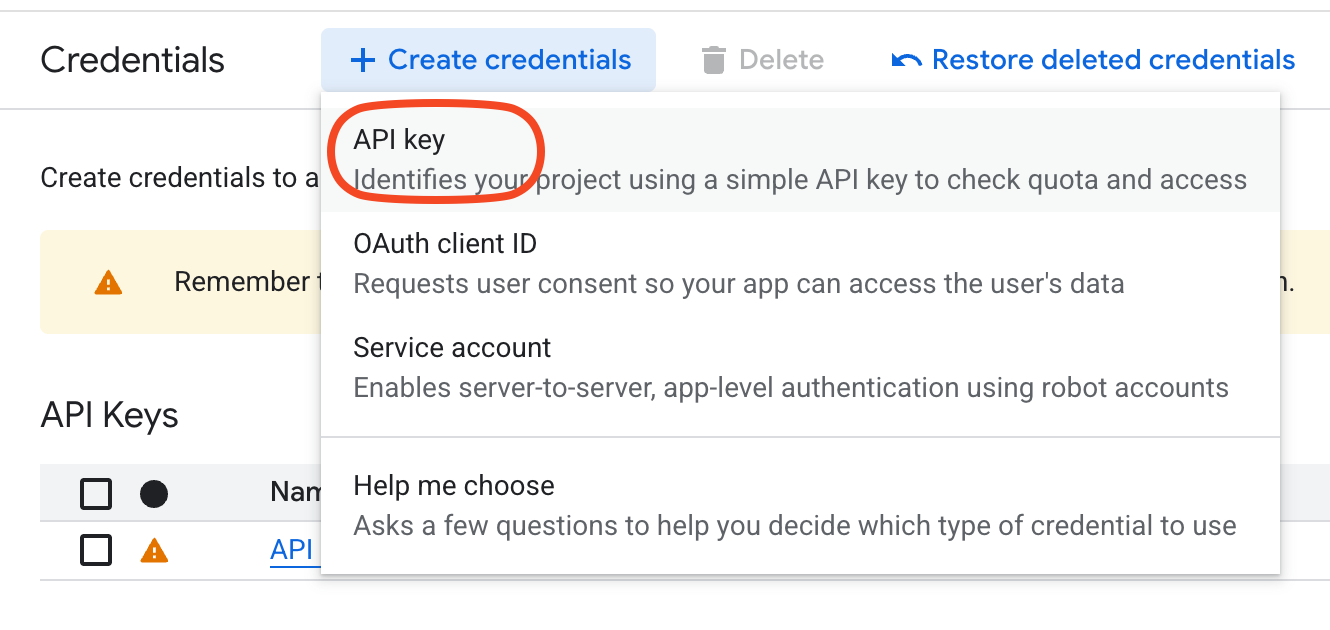 Credentials
Create credentials
Delete
Restore deleted credentials
API key
Identifies your project using a simple API key to check quota and access
Create credentials to a
OAuth client ID
Requests user consent so your app can access the user's data
Remember
Service account
Enables server-to-server, app-level authentication using robot accounts
API Keys
Help me choose
Asks a few questions to help you decide which type of credential to use
Nam
API